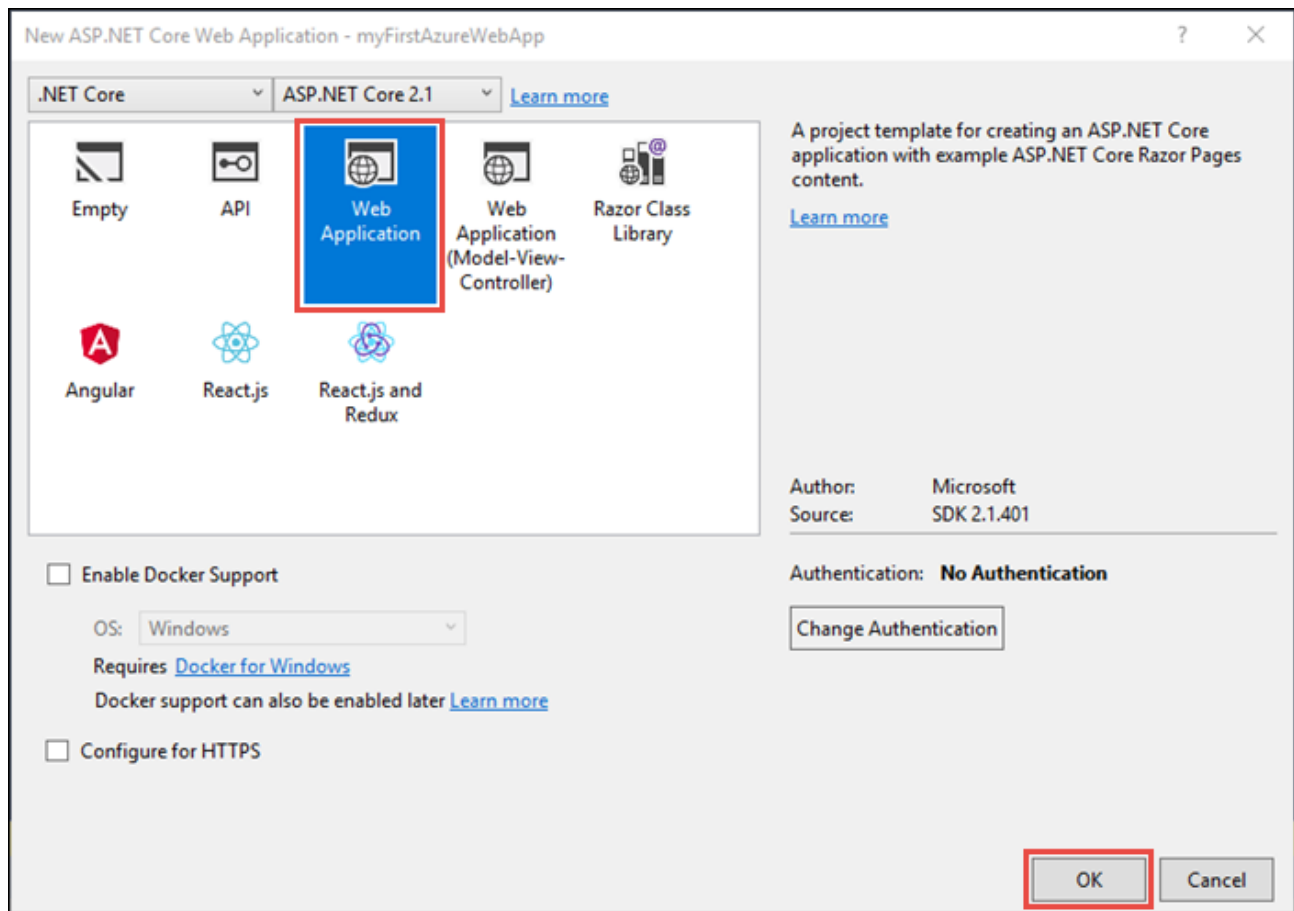 New ASP.NET Core Web Application - myFirstAzureWebApp
?
.NET Core
ASP.NET Core 2.1
Learn more
Empty
API
Web
Application
Web
Application
(Model-View-
Controller)
Razor Class
Library
Angular
React.js
React.js and
Redux
A project template for creating an ASP.NET Core
application with example ASP.NET Core Razor Pages
content.
Learn more
Author: Microsoft
Source: SDK 2.1.401
Enable Docker Support
OS: Windows
Requires Docker for Windows
Docker support can also be enabled later Learn more
Configure for HTTPS
Authentication: No Authentication
Change Authentication
OK
Cancel